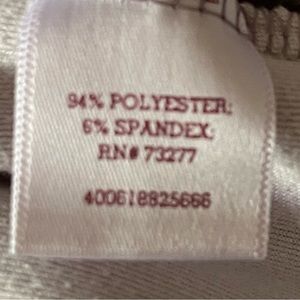 94% POLYESTER;
6% SPANDEX;
RN# 73277
400618825666